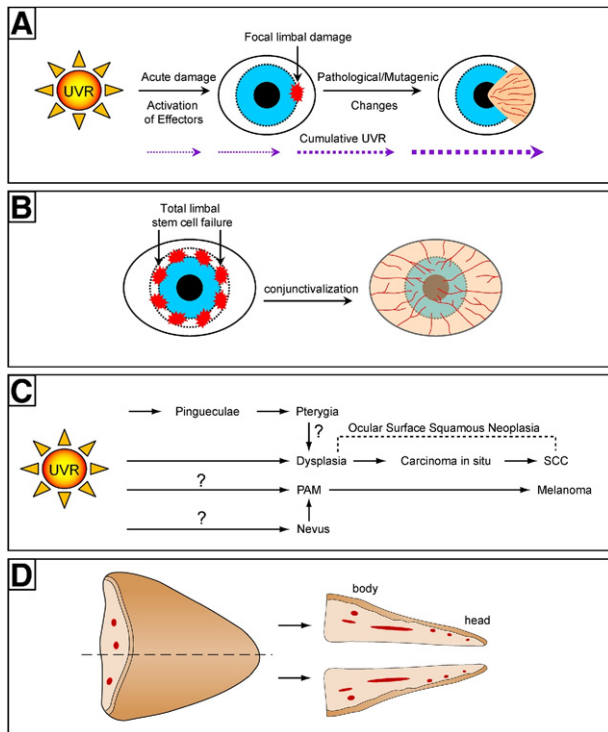 A
Focal limbal damage
UVR
Acute damage
Activation
of Effectors
Pathological/Mutagenic
Changes
Cumulative UVR
B
Total limbal
stem cell failure
conjunctivalization
C
Pingueculae
Pterygia
?
Ocular Surface Squamous Neoplasia
UVR
Dysplasia
Carcinoma in situ
SCC
?
PAM
Melanoma
?
Nevus
D
body
head